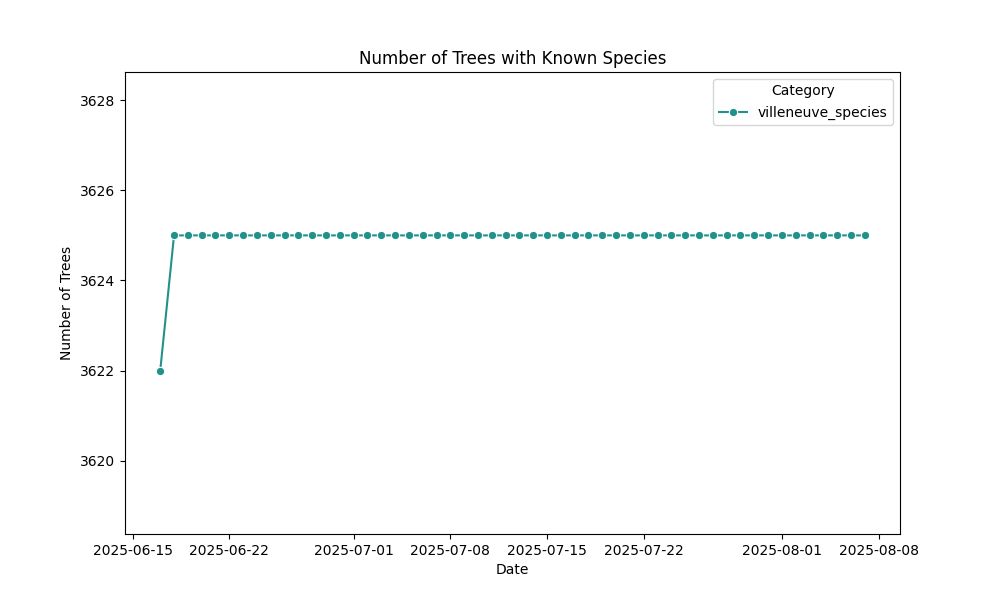 Number of Trees with Known Species
Category
villeneuve_species
3628
3626
3624
3622
3620
Number of Trees
2025-06-15 2025-06-22 2025-07-01 2025-07-08 2025-07-15 2025-07-22 2025-08-01 2025-08-08
Date